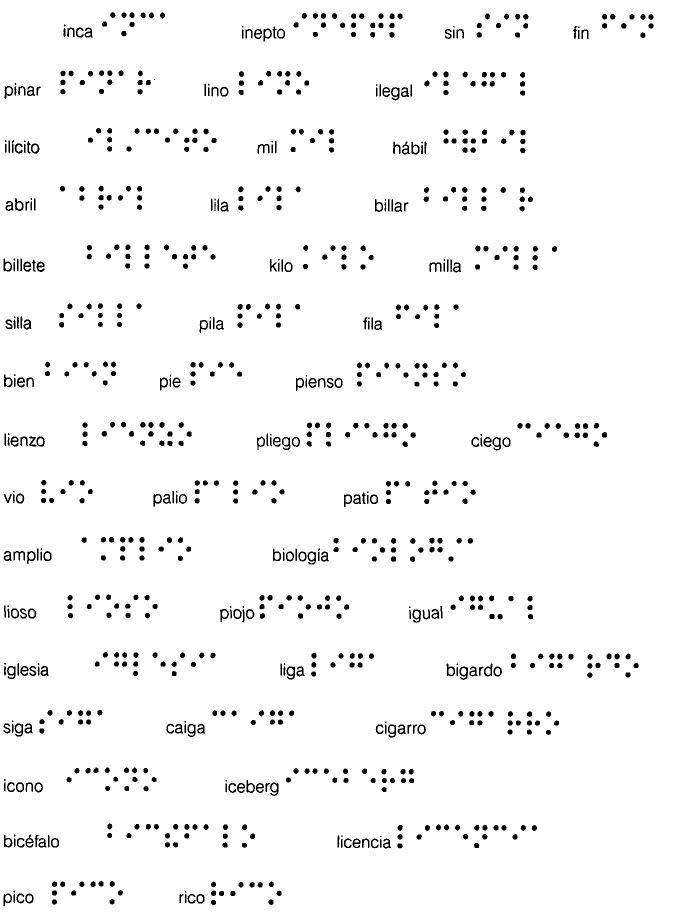 inca ⠊⠝⠉⠁ inepto ⠊⠝⠑⠏⠞⠕ sin ⠎⠊⠝ fin ⠋⠊⠝
pinar ⠏⠊⠝⠁⠗ lino ⠇⠊⠝⠕ ilegal ⠊⠇⠑⠛⠁⠇
ilícito ⠊⠇⠌⠉⠊⠞⠕ mil ⠍⠊⠇ hábil ⠓⠷⠃⠊⠇
abril ⠁⠃⠗⠊⠇ lila ⠇⠊⠇⠁ billar ⠃⠊⠇⠇⠁⠗
billete ⠃⠊⠇⠇⠑⠞⠑ kilo ⠅⠊⠇⠕ milla ⠍⠊⠇⠇⠁
silla ⠎⠊⠇⠇⠁ pila ⠏⠊⠇⠁ fila ⠋⠊⠇⠁
bien ⠃⠊⠑⠝ pie ⠏⠊⠑ pienso ⠏⠊⠑⠝⠎⠕
lienzo ⠇⠊⠑⠝⠵⠕ pliego ⠏⠇⠊⠑⠛⠕ ciego ⠉⠊⠑⠛⠕
vio ⠧⠊⠕ palio ⠏⠁⠇⠊⠕ patio ⠏⠁⠞⠊⠕
amplio ⠁⠍⠏⠇⠊⠕ biología ⠃⠊⠕⠇⠕⠛⠌⠁
lioso ⠇⠊⠕⠎⠕ piojo ⠏⠊⠕⠚⠕ igual ⠊⠛⠥⠁⠇
iglesia ⠊⠛⠇⠑⠎⠊⠁ liga ⠇⠊⠛⠁ bigardo ⠃⠊⠛⠁⠗⠙⠕
siga ⠎⠊⠛⠁ caiga ⠉⠁⠊⠛⠁ cigarro ⠉⠊⠛⠁⠗⠗⠕
icono ⠊⠉⠕⠝⠕ iceberg ⠊⠉⠑⠃⠑⠗⠛
bicéfalo ⠃⠊⠉⠮⠋⠁⠇⠕ licencia ⠇⠊⠉⠑⠝⠉⠊⠁
pico ⠏⠊⠉⠕ rico ⠗⠊⠉⠕